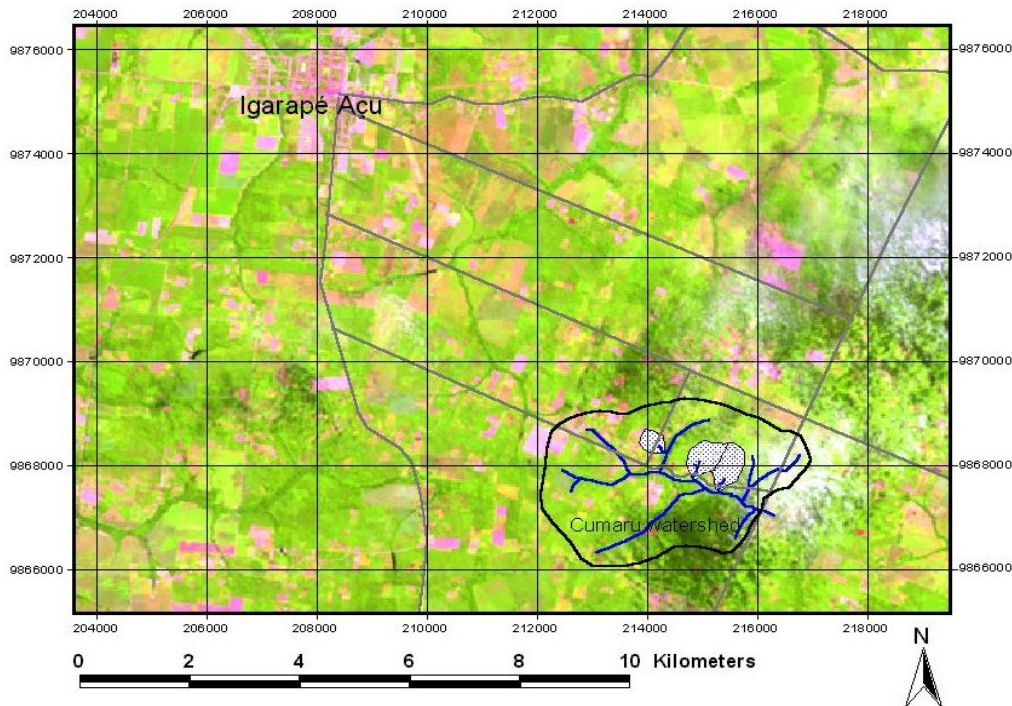 204000 206000 208000 210000 212000 214000 216000 218000
9876000 9876000
Igarapé Açu
9874000 9874000
9872000 9872000
9870000 9870000
9868000 9868000
Cumaru watershed
9866000 9866000
204000 206000 208000 210000 212000 214000 216000 218000
N
0 2 4 6 8 10 Kilometers